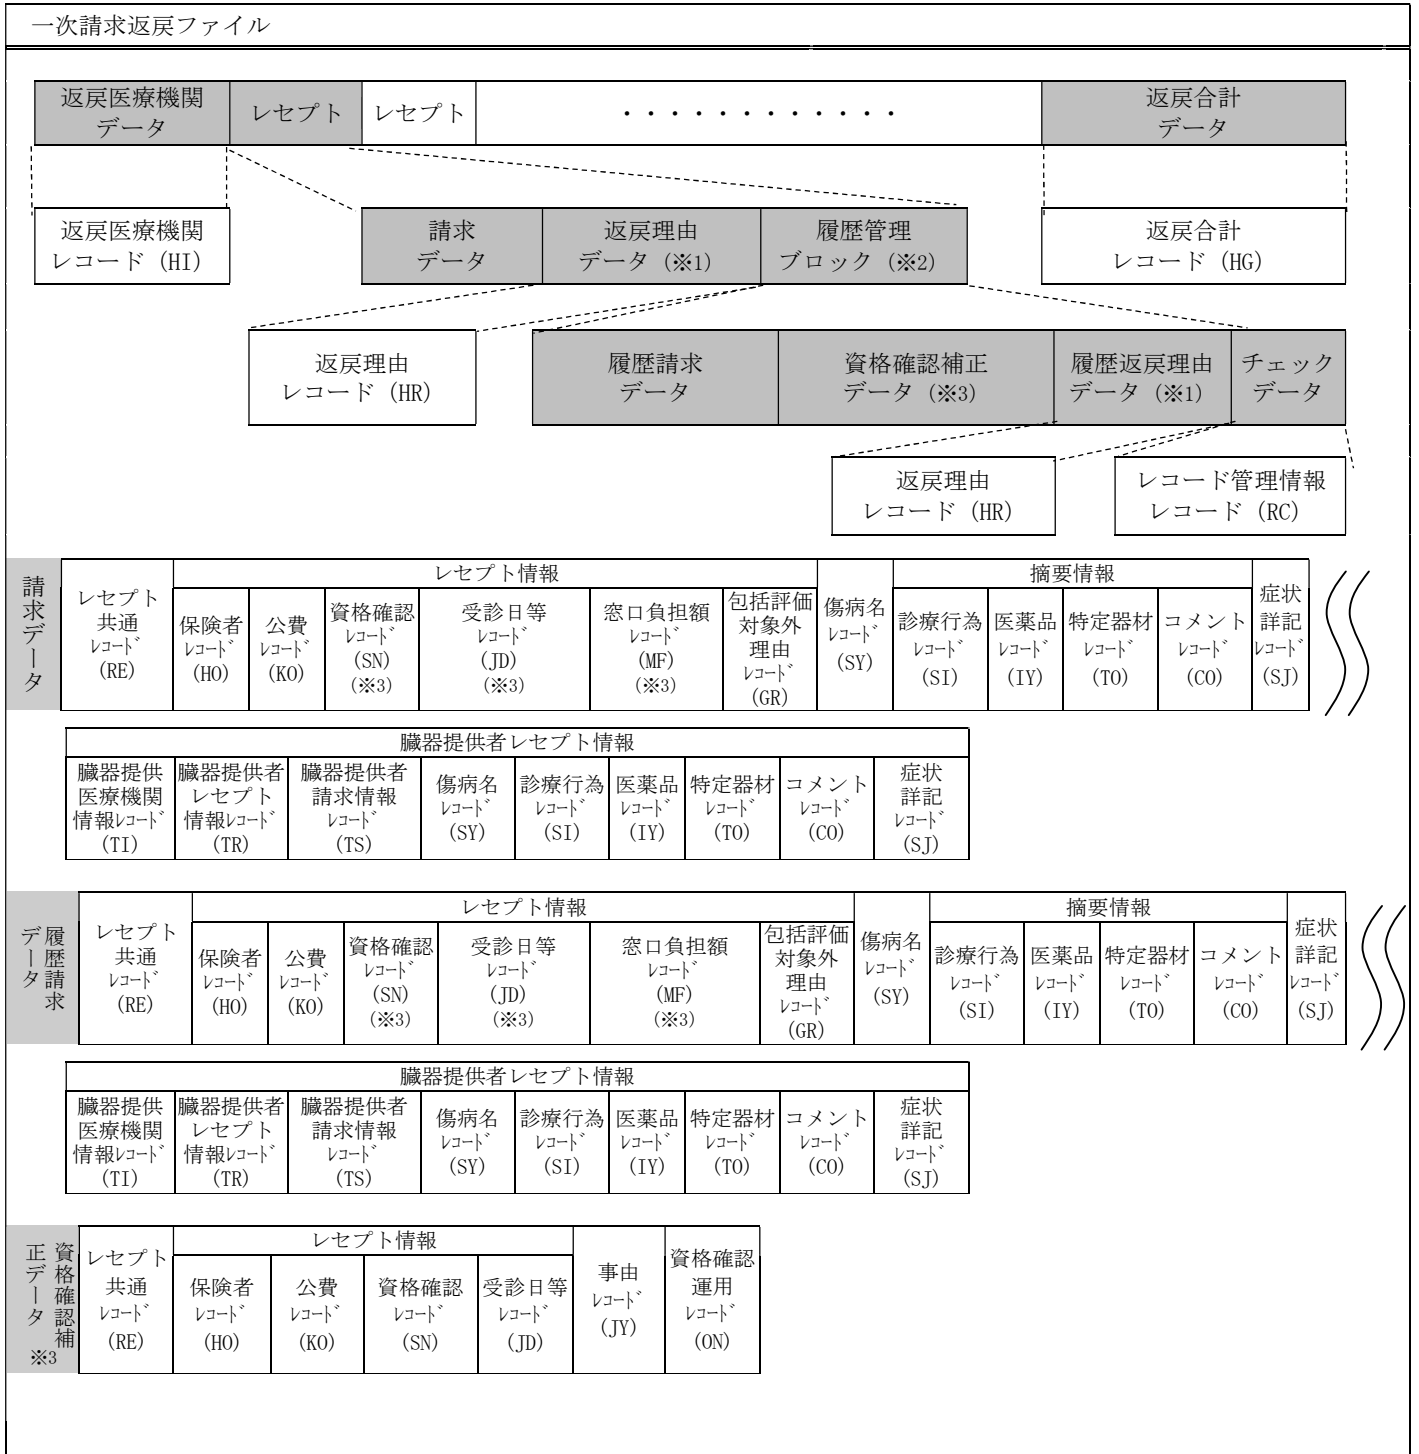 一次請求返戻ファイル
返戻医療機関
データ
レセプト
レセプト
・・・・・・・・・・・・
返戻合計
データ
返戻医療機関
レコード (HI)
請求
データ
返戻理由
データ (※1)
履歴管理
ブロック (※2)
返戻合計
レコード (HG)
返戻理由
レコード (HR)
履歴請求
データ
資格確認補正
データ (※3)
履歴返戻理由
データ (※1)
チェック
データ
返戻理由
レコード (HR)
レコード管理情報
レコード (RC)
請求データ
レセプト
共通
ﾚｺｰﾄﾞ
(RE)
レセプト情報
保険者
ﾚｺｰﾄﾞ
(HO)
公費
ﾚｺｰﾄﾞ
(KO)
資格確認
ﾚｺｰﾄﾞ
(SN)
(※3)
受診日等
ﾚｺｰﾄﾞ
(JD)
(※3)
窓口負担額
ﾚｺｰﾄﾞ
(MF)
(※3)
包括評価
対象外
理由
ﾚｺｰﾄﾞ
(GR)
傷病名
ﾚｺｰﾄﾞ
(SY)
摘要情報
診療行為
ﾚｺｰﾄﾞ
(SI)
医薬品
ﾚｺｰﾄﾞ
(IY)
特定器材
ﾚｺｰﾄﾞ
(TO)
コメント
ﾚｺｰﾄﾞ
(CO)
症状
詳記
ﾚｺｰﾄﾞ
(SJ)
臓器提供者レセプト情報
臓器提供
医療機関
情報ﾚｺｰﾄﾞ
(TI)
臓器提供者
レセプト
情報ﾚｺｰﾄﾞ
(TR)
臓器提供者
請求情報
ﾚｺｰﾄﾞ
(TS)
傷病名
ﾚｺｰﾄﾞ
(SY)
診療行為
ﾚｺｰﾄﾞ
(SI)
医薬品
ﾚｺｰﾄﾞ
(IY)
特定器材
ﾚｺｰﾄﾞ
(TO)
コメント
ﾚｺｰﾄﾞ
(CO)
症状
詳記
ﾚｺｰﾄﾞ
(SJ)
履歴請求
データ
レセプト
共通
ﾚｺｰﾄﾞ
(RE)
レセプト情報
保険者
ﾚｺｰﾄﾞ
(HO)
公費
ﾚｺｰﾄﾞ
(KO)
資格確認
ﾚｺｰﾄﾞ
(SN)
(※3)
受診日等
ﾚｺｰﾄﾞ
(JD)
(※3)
窓口負担額
ﾚｺｰﾄﾞ
(MF)
(※3)
包括評価
対象外
理由
ﾚｺｰﾄﾞ
(GR)
傷病名
ﾚｺｰﾄﾞ
(SY)
摘要情報
診療行為
ﾚｺｰﾄﾞ
(SI)
医薬品
ﾚｺｰﾄﾞ
(IY)
特定器材
ﾚｺｰﾄﾞ
(TO)
コメント
ﾚｺｰﾄﾞ
(CO)
症状
詳記
ﾚｺｰﾄﾞ
(SJ)
臓器提供者レセプト情報
臓器提供
医療機関
情報ﾚｺｰﾄﾞ
(TI)
臓器提供者
レセプト
情報ﾚｺｰﾄﾞ
(TR)
臓器提供者
請求情報
ﾚｺｰﾄﾞ
(TS)
傷病名
ﾚｺｰﾄﾞ
(SY)
診療行為
ﾚｺｰﾄﾞ
(SI)
医薬品
ﾚｺｰﾄﾞ
(IY)
特定器材
ﾚｺｰﾄﾞ
(TO)
コメント
ﾚｺｰﾄﾞ
(CO)
症状
詳記
ﾚｺｰﾄﾞ
(SJ)
資格確認補
正データ
※3
レセプト
共通
ﾚｺｰﾄﾞ
(RE)
レセプト情報
保険者
ﾚｺｰﾄﾞ
(HO)
公費
ﾚｺｰﾄﾞ
(KO)
資格確認
ﾚｺｰﾄﾞ
(SN)
受診日等
ﾚｺｰﾄﾞ
(JD)
事由
ﾚｺｰﾄﾞ
(JY)
資格確認
運用
ﾚｺｰﾄﾞ
(ON)